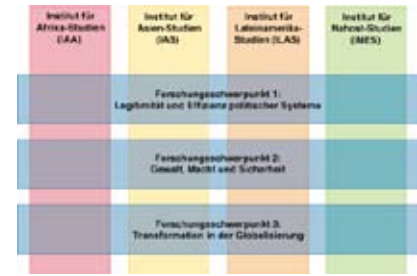 Institut für
Afrika-Studien
(IAA)
Institut für
Asien-Studien
(IAS)
Institut für
Lateinamerika-
Studien (ILAS)
Institut für
Nahost-Studien
(IMES)
Forschungsschwerpunkt 1:
Legitimität und Effizienz politischer Systeme
Forschungsschwerpunkt 2:
Gewalt, Macht und Sicherheit
Forschungsschwerpunkt 3:
Transformation in der Globalisierung